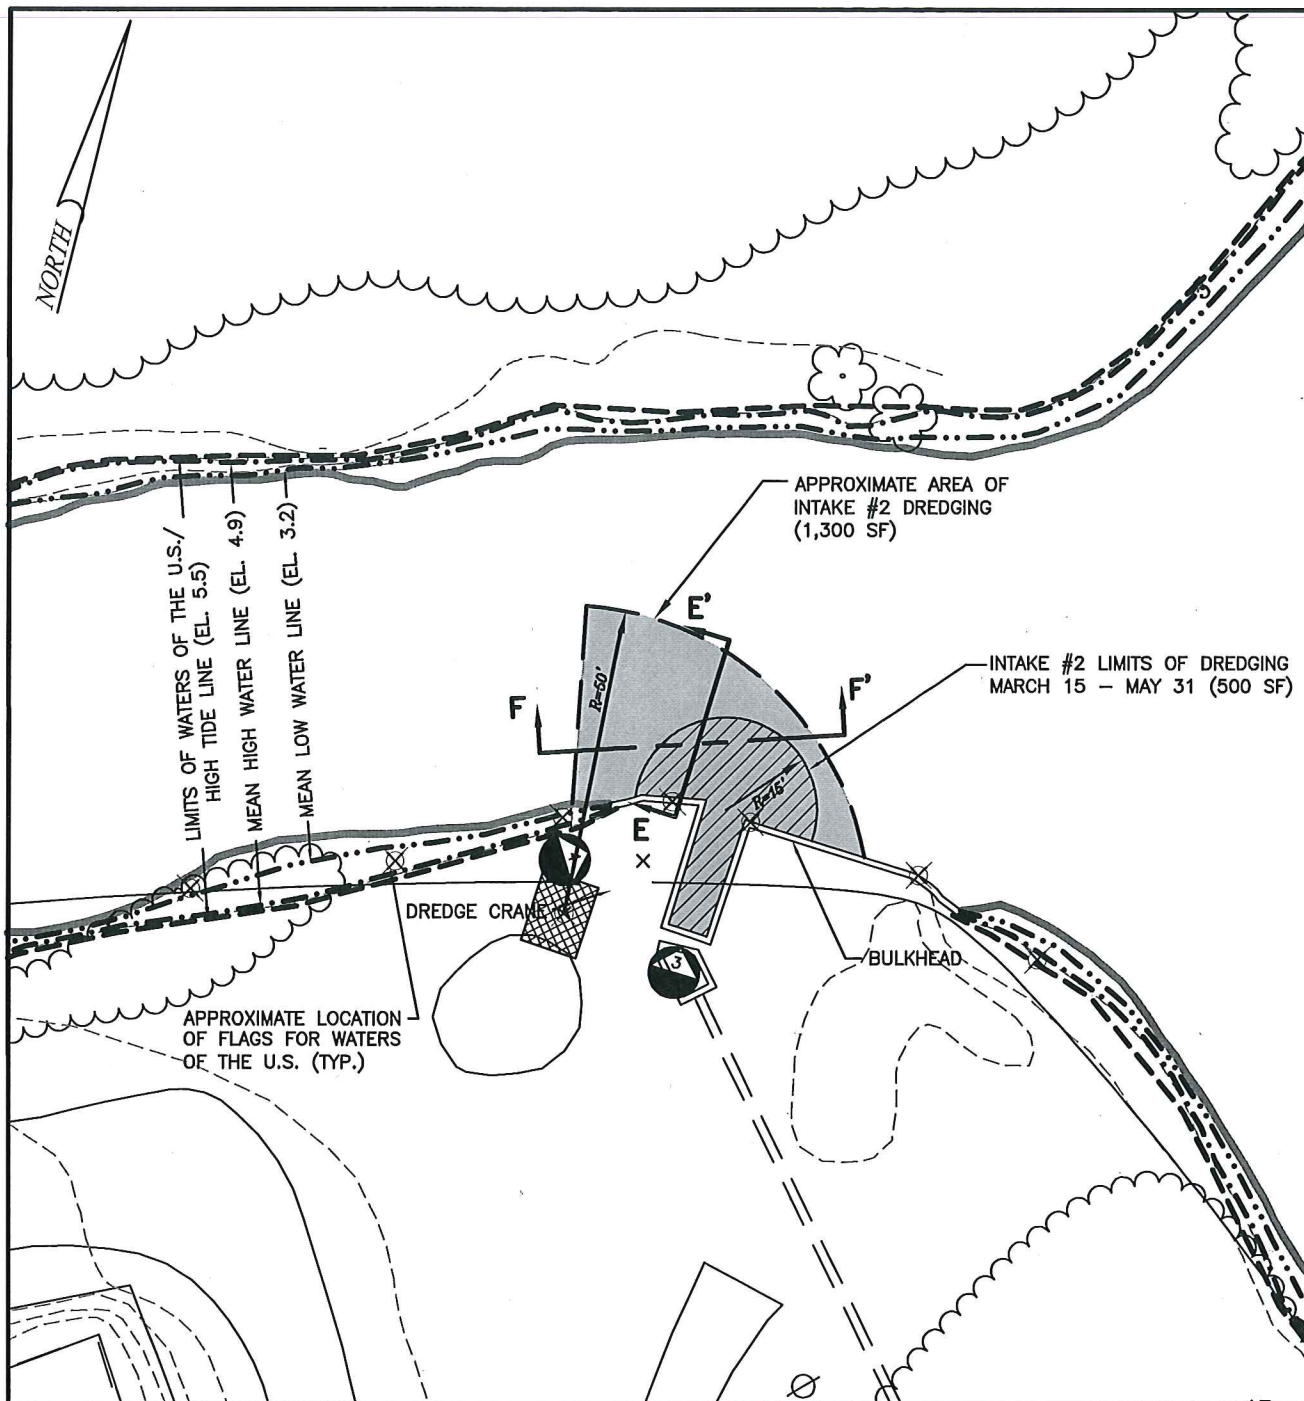 NORTH
APPROXIMATE AREA OF
INTAKE #2 DREDGING
(1,300 SF)
LIMITS OF WATERS OF THE U.S./
HIGH TIDE LINE (EL. 5.5)
MEAN HIGH WATER LINE (EL. 4.9)
MEAN LOW WATER LINE (EL. 3.2)
E'
INTAKE #2 LIMITS OF DREDGING
MARCH 15 – MAY 31 (500 SF)
F
F'
R=15'
E
DREDGE CRANE
BULKHEAD
3
APPROXIMATE LOCATION
OF FLAGS FOR WATERS
OF THE U.S. (TYP.)